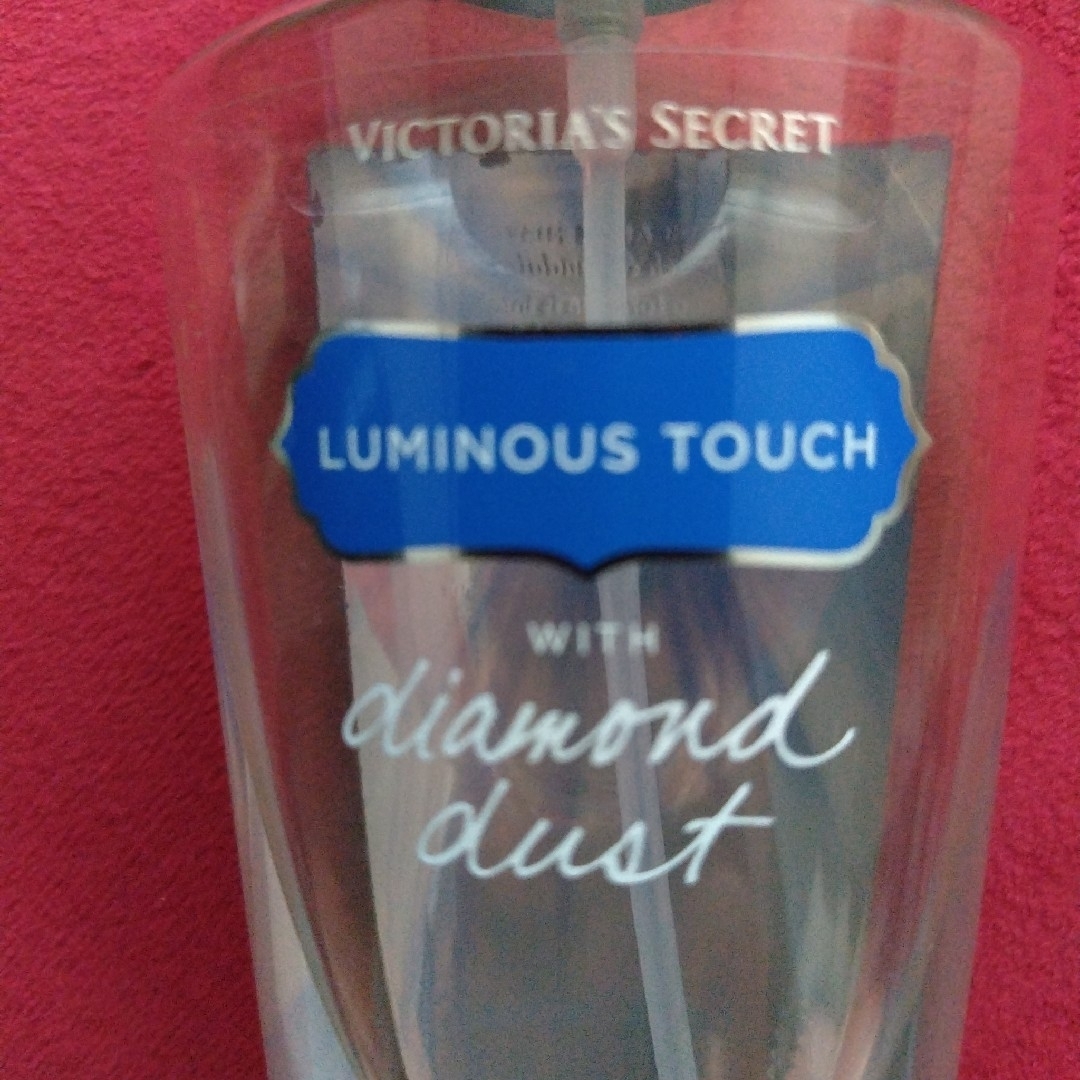 VICTORIA'S SECRET
LUMINOUS TOUCH
WITH
diamond
dust